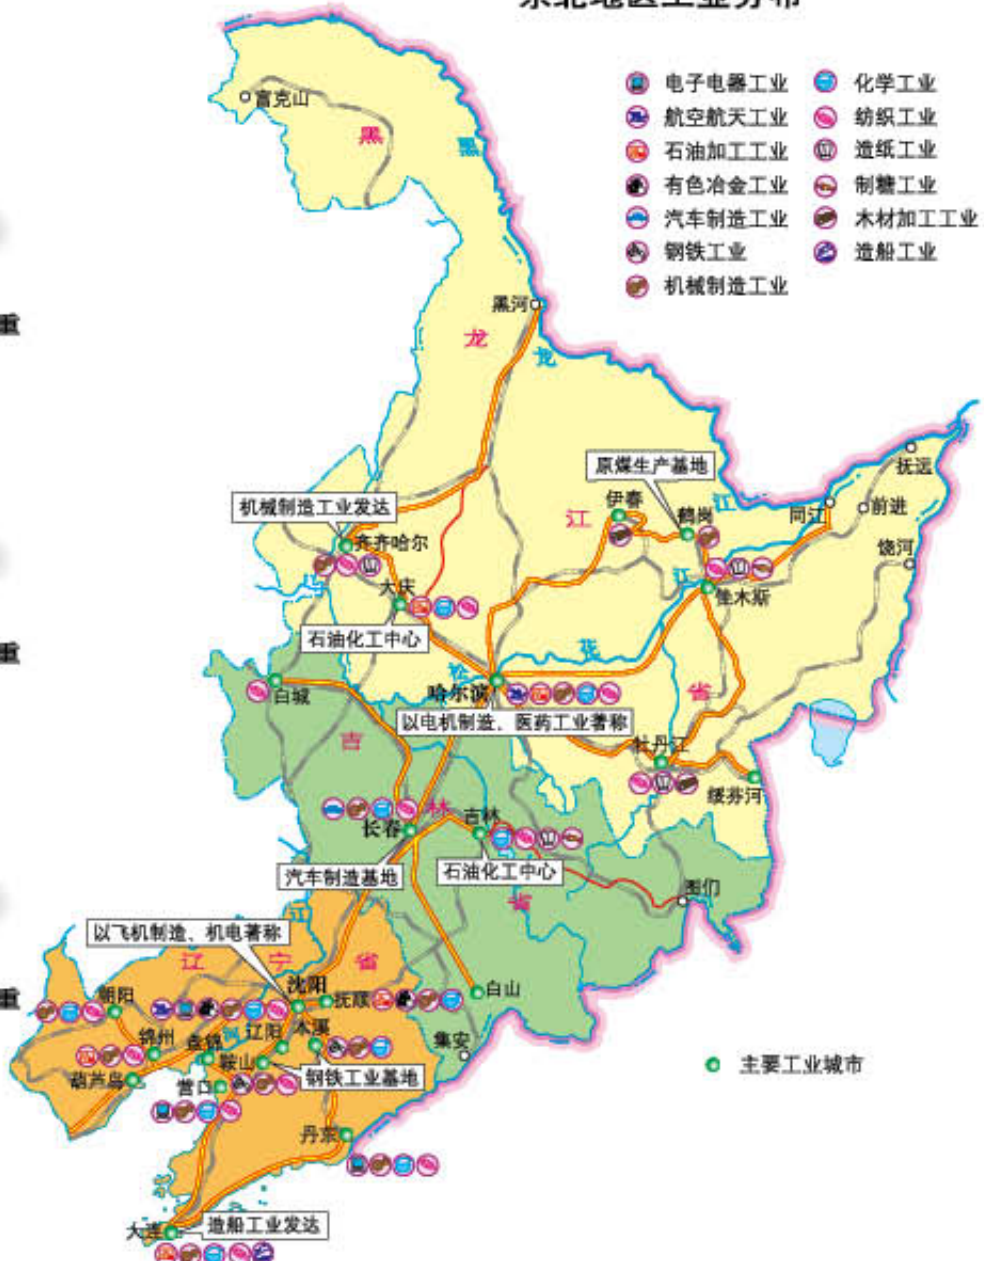 东北地区工业分布
电子电器工业
化学工业
航空航天工业
纺织工业
石油加工工业
造纸工业
有色冶金工业
制糖工业
汽车制造工业
木材加工工业
钢铁工业
造船工业
机械制造工业
富克山
黑
黑
重
黑河
龙
龙
抚远
原煤生产基地
机械制造工业发达
伊春
江
鹤岗
江
同江
前进
齐齐哈尔
饶河
江
大庆
佳木斯
石油化工中心
花
重
松
哈尔滨
白城
省
以电机制造、医药工业著称
吉
牡丹江
绥芬河
林
吉林
长春
汽车制造基地
石油化工中心
图们
省
江
以飞机制造、机电著称
辽
宁
省
沈阳
重
朝阳
抚顺
白山
锦州
盘锦
河
辽阳
本溪
集安
鞍山
葫芦岛
营口
钢铁工业基地
主要工业城市
丹东
大连
造船工业发达